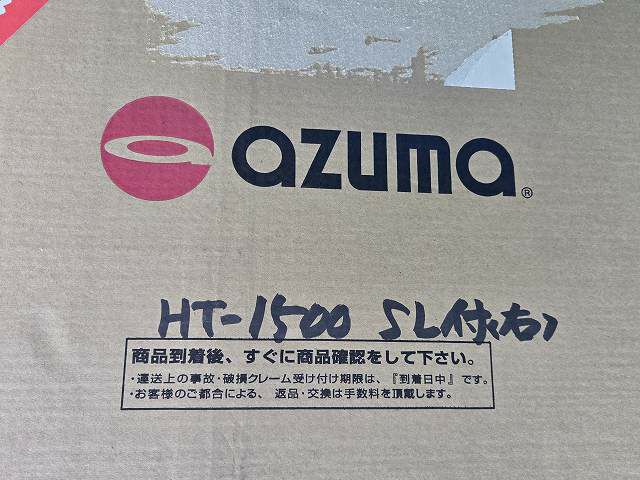 azuma®
HT-1500 SL付(右)
商品到着後、すぐに商品確認をして下さい。
・運送上の事故・破損クレーム受け付け期限は、『到着日中』です。
・お客様のご都合による、返品・交換は手数料を頂戴します。